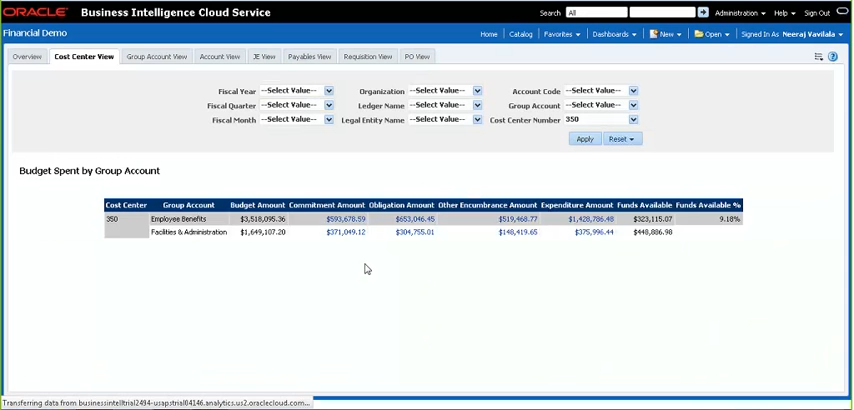 ORACLE Business Intelligence Cloud Service Search All Administration Help Sign Out
Financial Demo Home Catalog Favorites Dashboards New Open Signed In As Neeraj Vavilala
Overview Cost Center View Group Account View Account View JE View Payables View Requisition View PO View
Fiscal Year --Select Value-- Organization --Select Value-- Account Code --Select Value--
Fiscal Quarter --Select Value-- Ledger Name --Select Value-- Group Account --Select Value--
Fiscal Month --Select Value-- Legal Entity Name --Select Value-- Cost Center Number 350
Apply Reset
Budget Spent by Group Account
Cost Center Group Account Budget Amount Commitment Amount Obligation Amount Other Encumbrance Amount Expenditure Amount Funds Available Funds Available %
350 Employee Benefits $3,518,095.36 $593,678.59 $653,046.45 $519,468.77 $1,428,786.48 $323,115.07 9.18%
Facilities & Administration $1,649,107.20 $371,049.12 $304,755.01 $148,419.65 $375,996.44 $448,886.98
Transferring data from businessintelltrial2494-usapstrial04146.analytics.us2.oraclecloud.com...